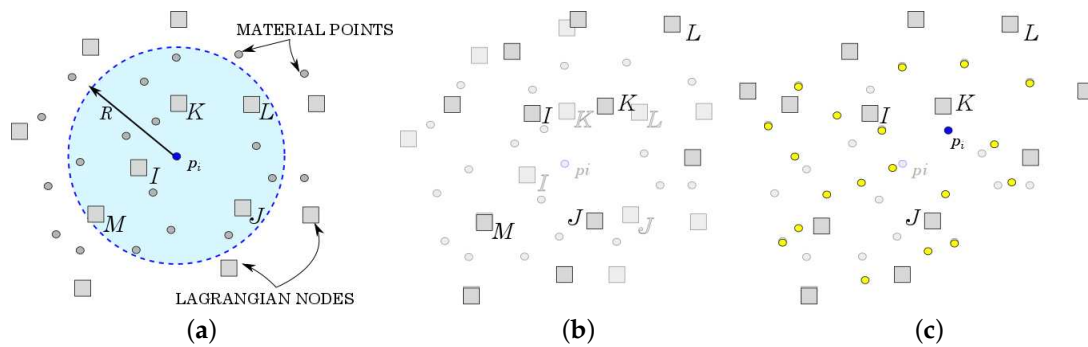 MATERIAL POINTS
R
K
L
p_i
I
M
J
LAGRANGIAN NODES
(a)
L
I
K
K
L
pi
I
M
J
J
(b)
L
I
K
p_i
pi
J
(c)